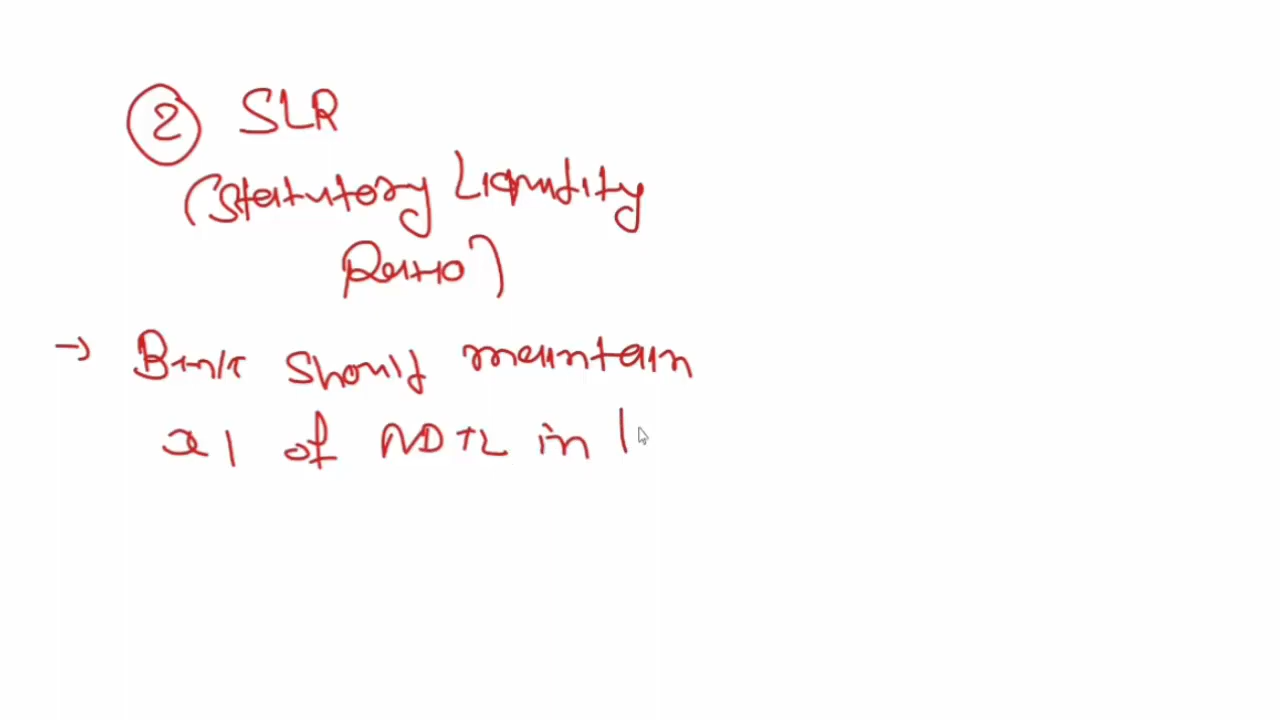 ② SLR
(Statutory Liquidity
Ratio)
→ Bank should maintain
of NDTL in